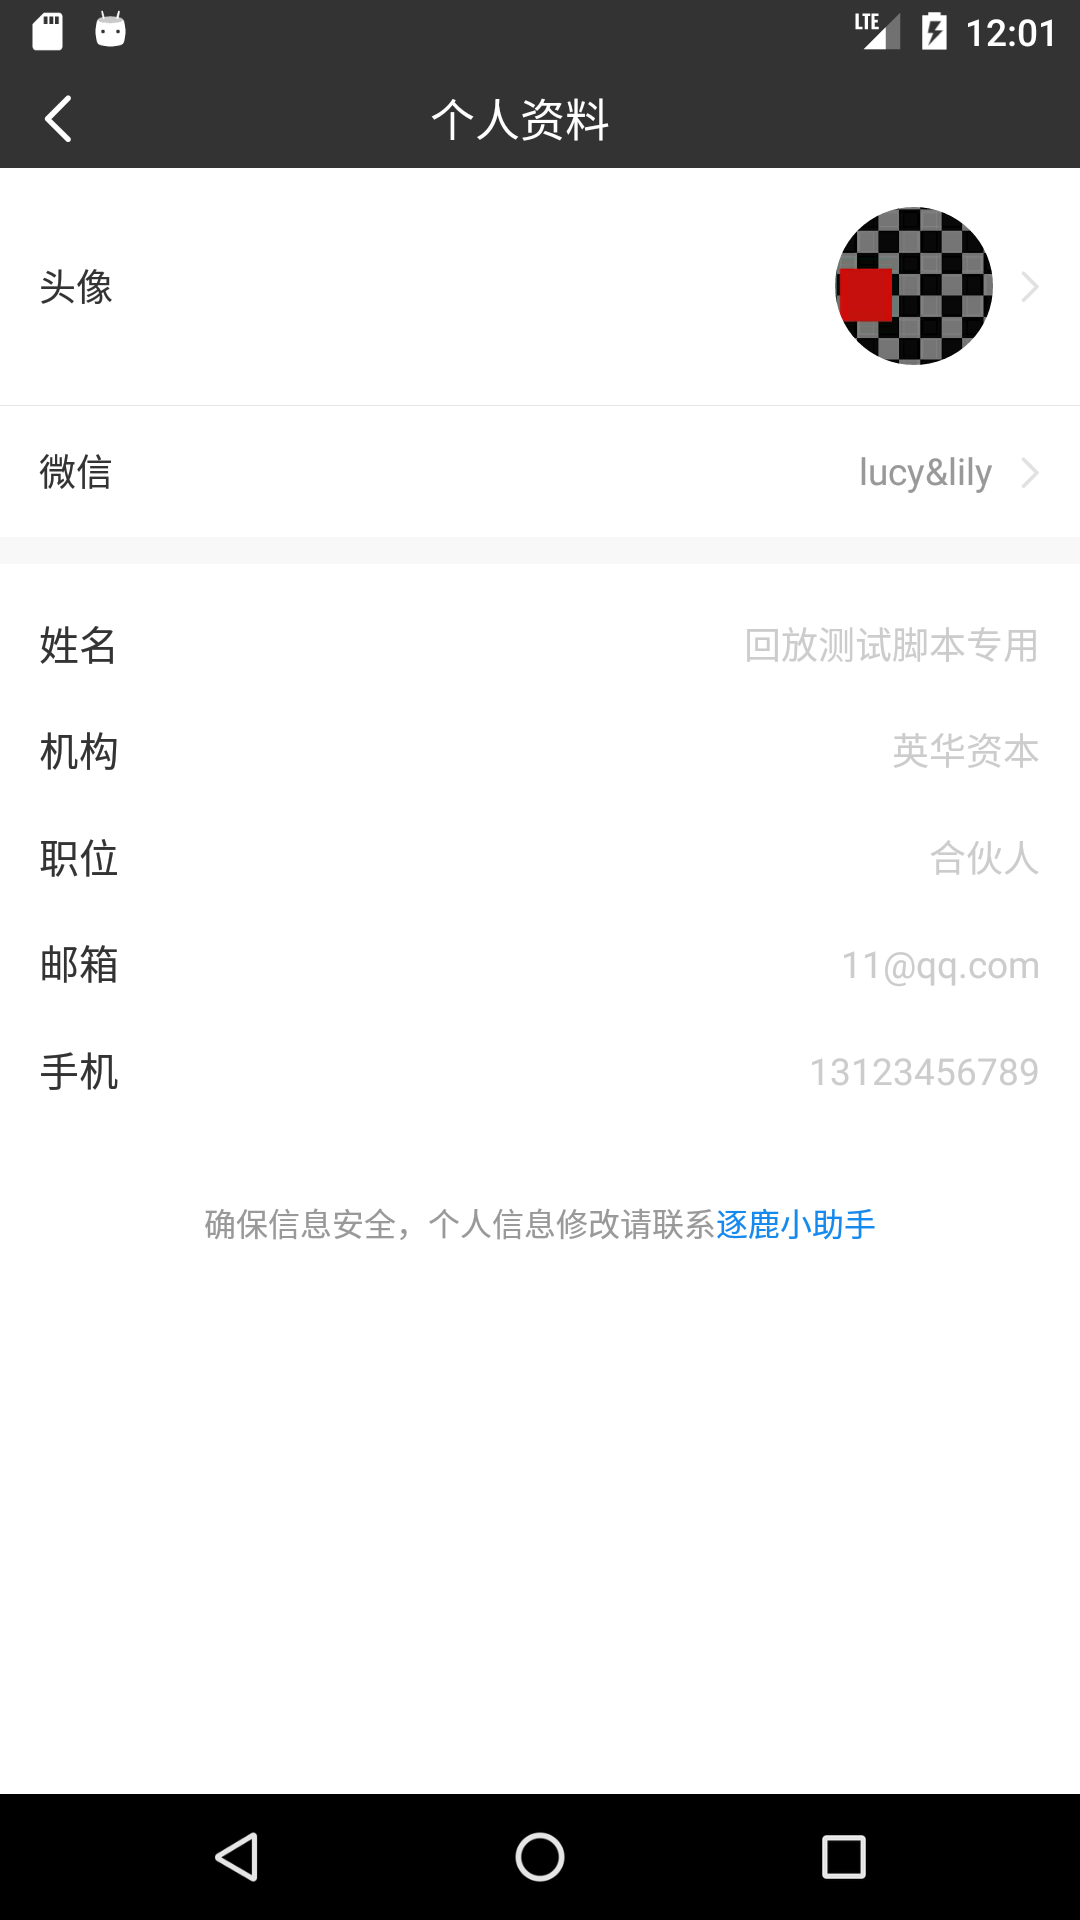 LTE 12:01
个人资料
头像
微信 lucy&lily
姓名 回放测试脚本专用
机构 英华资本
职位 合伙人
邮箱 11@qq.com
手机 13123456789
确保信息安全，个人信息修改请联系逐鹿小助手